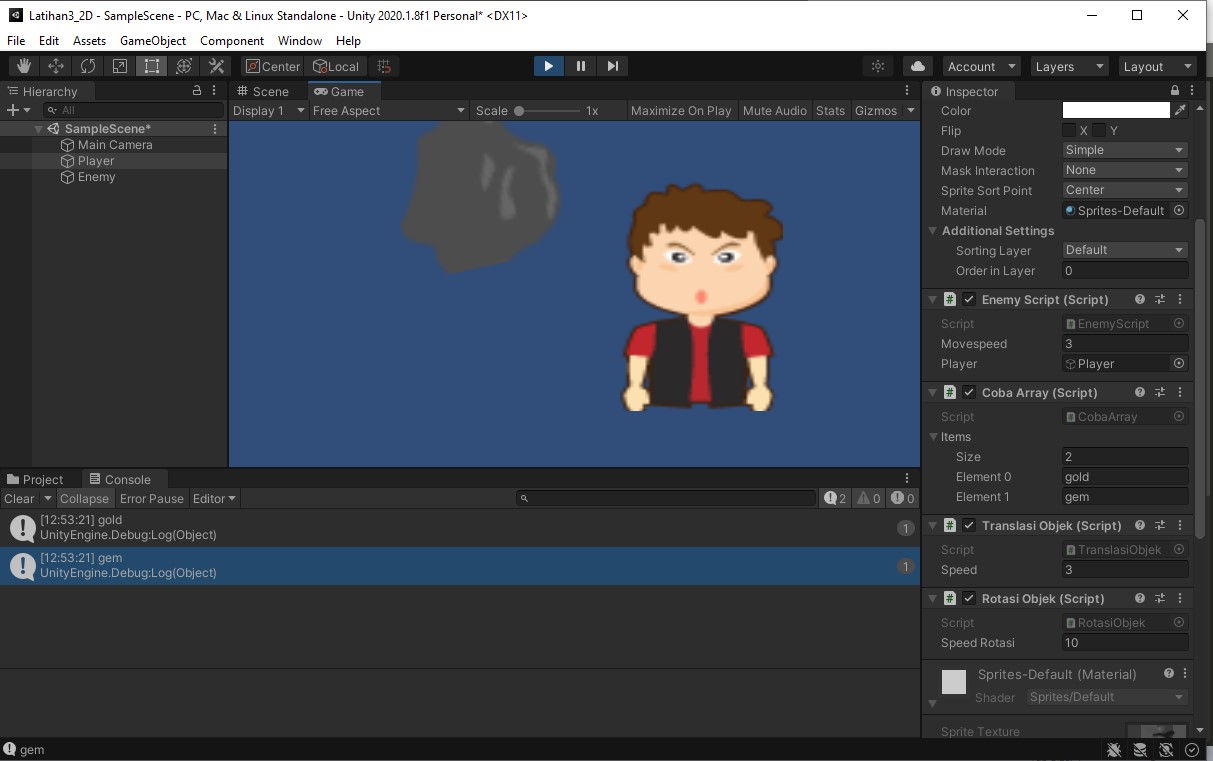 Latihan3_2D - SampleScene - PC, Mac & Linux Standalone - Unity 2020.1.8f1 Personal* <DX11>
File Edit Assets GameObject Component Window Help
Center Local Account Layers Layout
Hierarchy
All
SampleScene*
Main Camera
Player
Enemy
Scene Game
Display 1 Free Aspect Scale 1x Maximize On Play Mute Audio Stats Gizmos
Project Console
Clear Collapse Error Pause Editor 2 0 0
[12:53:21] gold
UnityEngine.Debug:Log(Object)
1
[12:53:21] gem
UnityEngine.Debug:Log(Object)
1
Inspector
Color
Flip X Y
Draw Mode Simple
Mask Interaction None
Sprite Sort Point Center
Material Sprites-Default
Additional Settings
Sorting Layer Default
Order in Layer 0
# Enemy Script (Script)
Script EnemyScript
Movespeed 3
Player Player
# Coba Array (Script)
Script CobaArray
Items
Size 2
Element 0 gold
Element 1 gem
# Translasi Objek (Script)
Script TranslasiObjek
Speed 3
# Rotasi Objek (Script)
Script RotasiObjek
Speed Rotasi 10
Sprites-Default (Material)
Shader Sprites/Default
Sprite Texture
gem